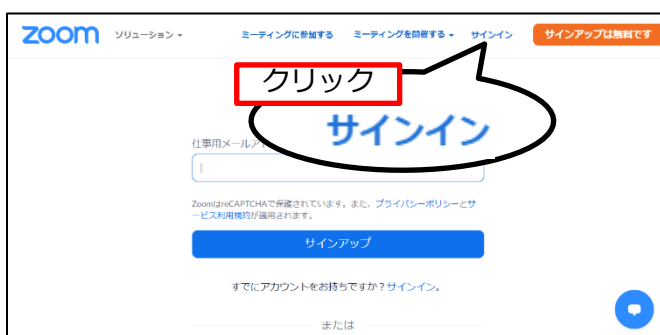 zoom ソリューション ミーティングに参加する ミーティングを開催する サインイン サインアップは無料です
クリック
サインイン
仕事用メールア
ZoomはreCAPTCHAで保護されています。また、プライバシーポリシーとサ
ービス利用規約が適用されます。
サインアップ
すでにアカウントをお持ちですか？サインイン。
または